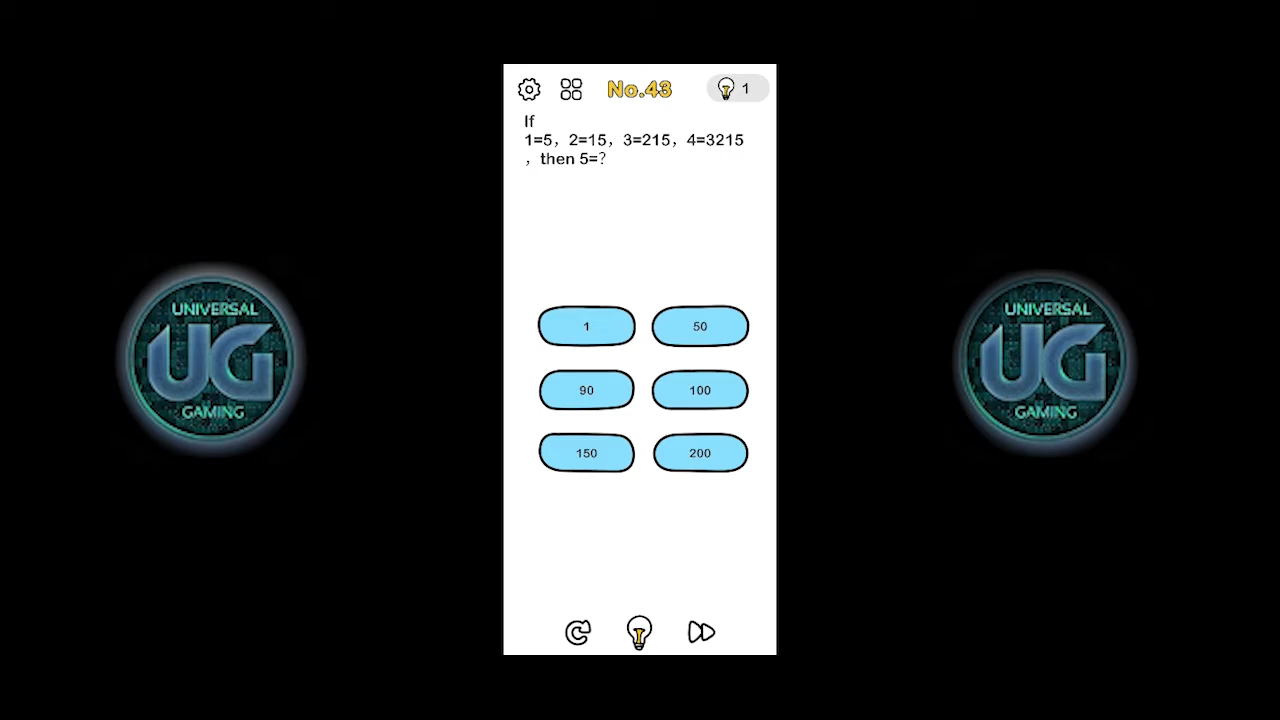 No.43
1
If
1=5，2=15，3=215，4=3215
，then 5=？
1
50
90
100
150
200
UNIVERSAL
UG
GAMING
UNIVERSAL
UG
GAMING